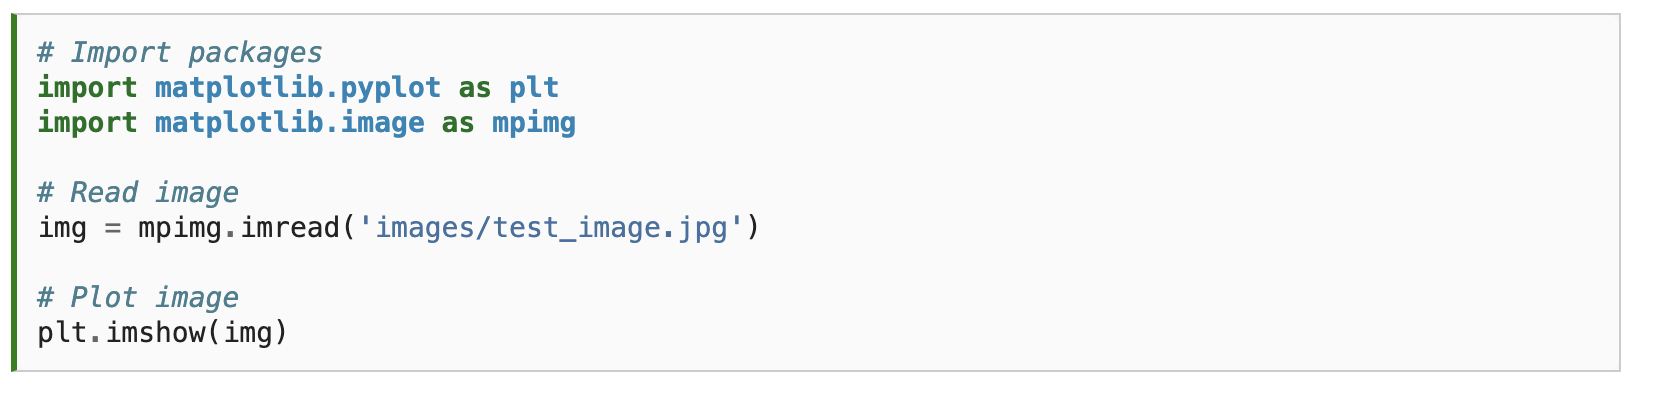 # Import packages
import matplotlib.pyplot as plt
import matplotlib.image as mpimg
# Read image
img = mpimg.imread('images/test_image.jpg')
# Plot image
plt.imshow(img)